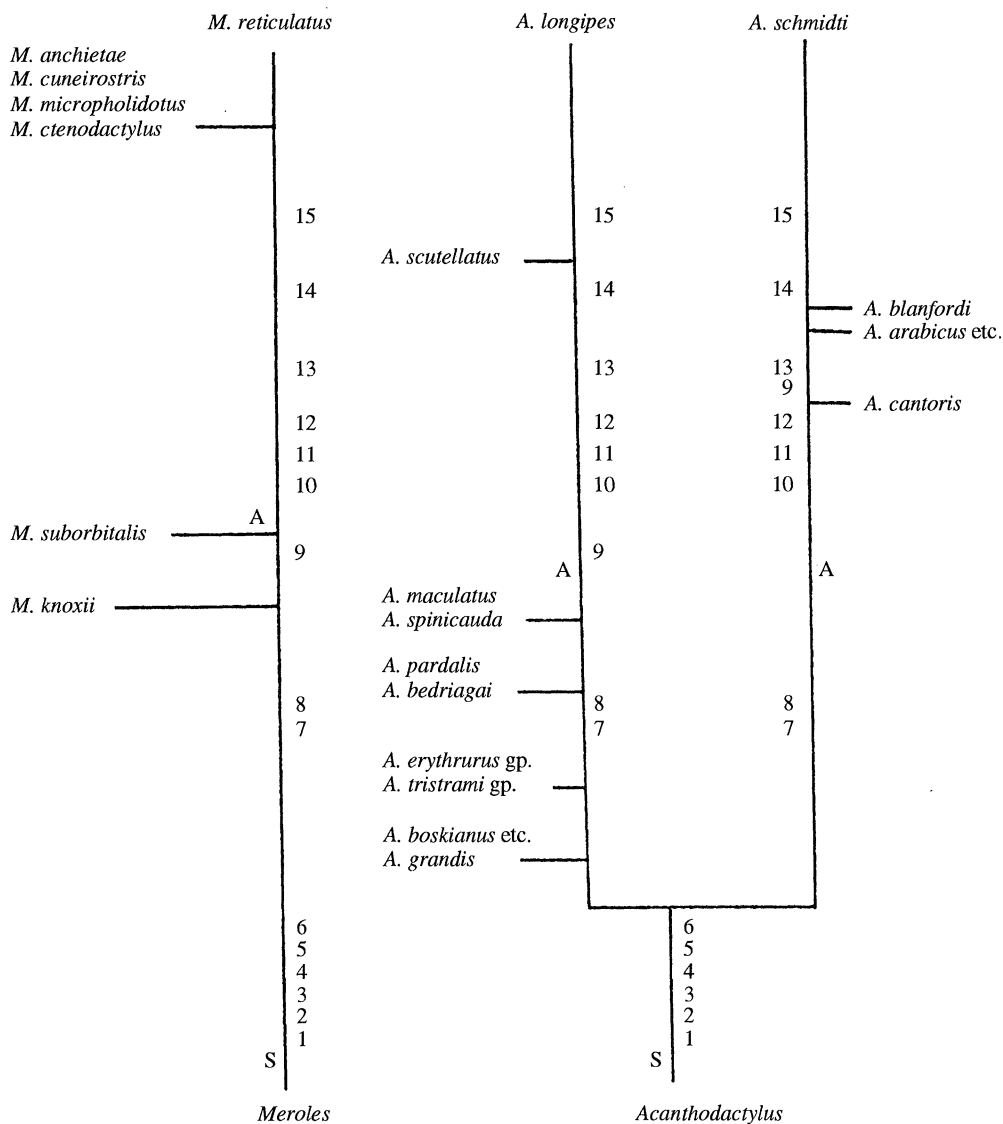 M. reticulatus
A. longipes
A. schmidti
M. anchietae
M. cuneirostris
M. micropholidotus
M. ctenodactylus
15
15
15
A. scutellatus
14
14
14
A. blanfordi
A. arabicus etc.
13
13
13
9
A. cantoris
12
12
12
11
11
11
10
10
10
A
M. suborbitalis
9
9
A
A
M. knoxii
A. maculatus
A. spinicauda
A. pardalis
A. bedriagai
8
8
8
7
7
7
A. erythrurus gp.
A. tristrami gp.
A. boskianus etc.
A. grandis
6
6
5
5
4
4
3
3
2
2
1
1
S
S
Meroles
Acanthodactylus